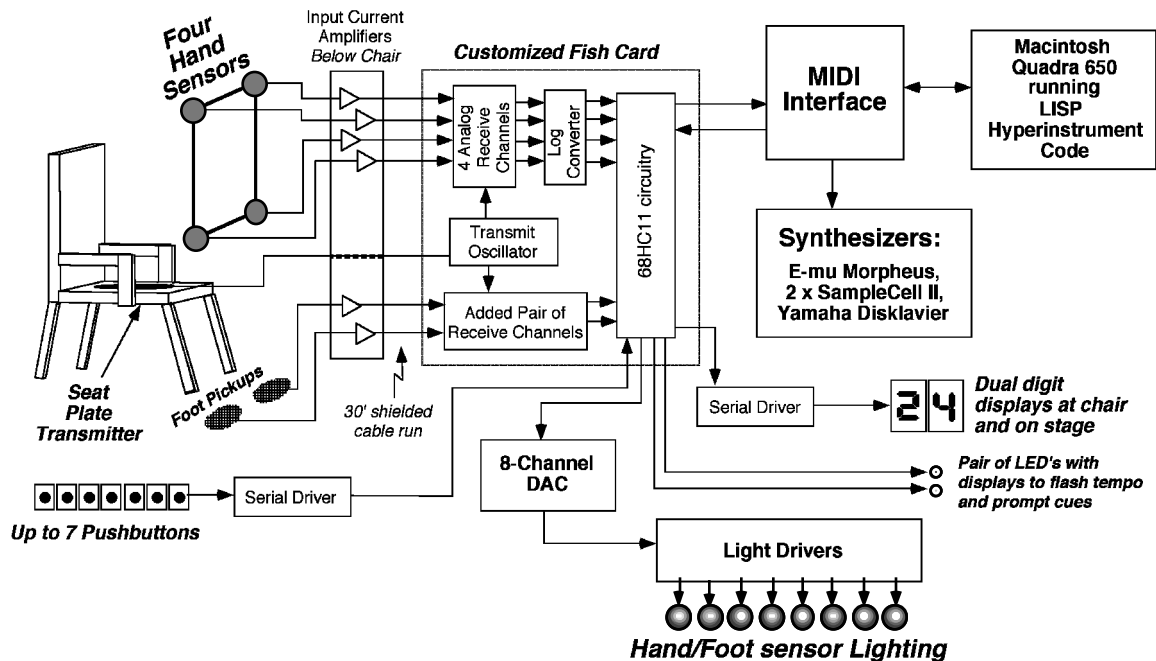 Four
Hand
Sensors
Input Current
Amplifiers
Below Chair
Customized Fish Card
4 Analog
Receive
Channels
Log
Converter
68HC11 circuitry
MIDI
Interface
Macintosh
Quadra 650
running
LISP
Hyperinstrument
Code
Transmit
Oscillator
Synthesizers:
E-mu Morpheus,
2 x SampleCell II,
Yamaha Disklavier
Added Pair of
Receive Channels
Seat
Plate
Transmitter
Foot Pickups
30' shielded
cable run
Serial Driver
24
Dual digit
displays at chair
and on stage
8-Channel
DAC
Pair of LED's with
displays to flash tempo
and prompt cues
Serial Driver
Up to 7 Pushbuttons
Light Drivers
Hand/Foot sensor Lighting